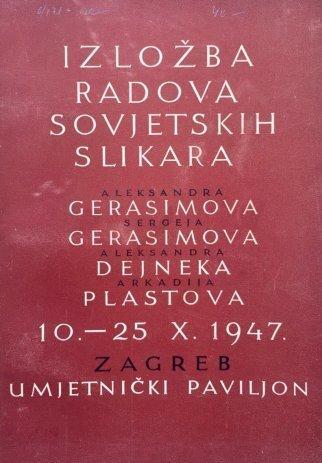 IZLOŽBA
RADOVA
SOVJETSKIH
SLIKARA
ALEKSANDRA
GERASIMOVA
SERGEJA
GERASIMOVA
ALEKSANDRA
DEJNEKA
ARKADIJA
PLASTOVA
10.—25 X. 1947.
ZAGREB
UMJETNIČKI PAVILJON